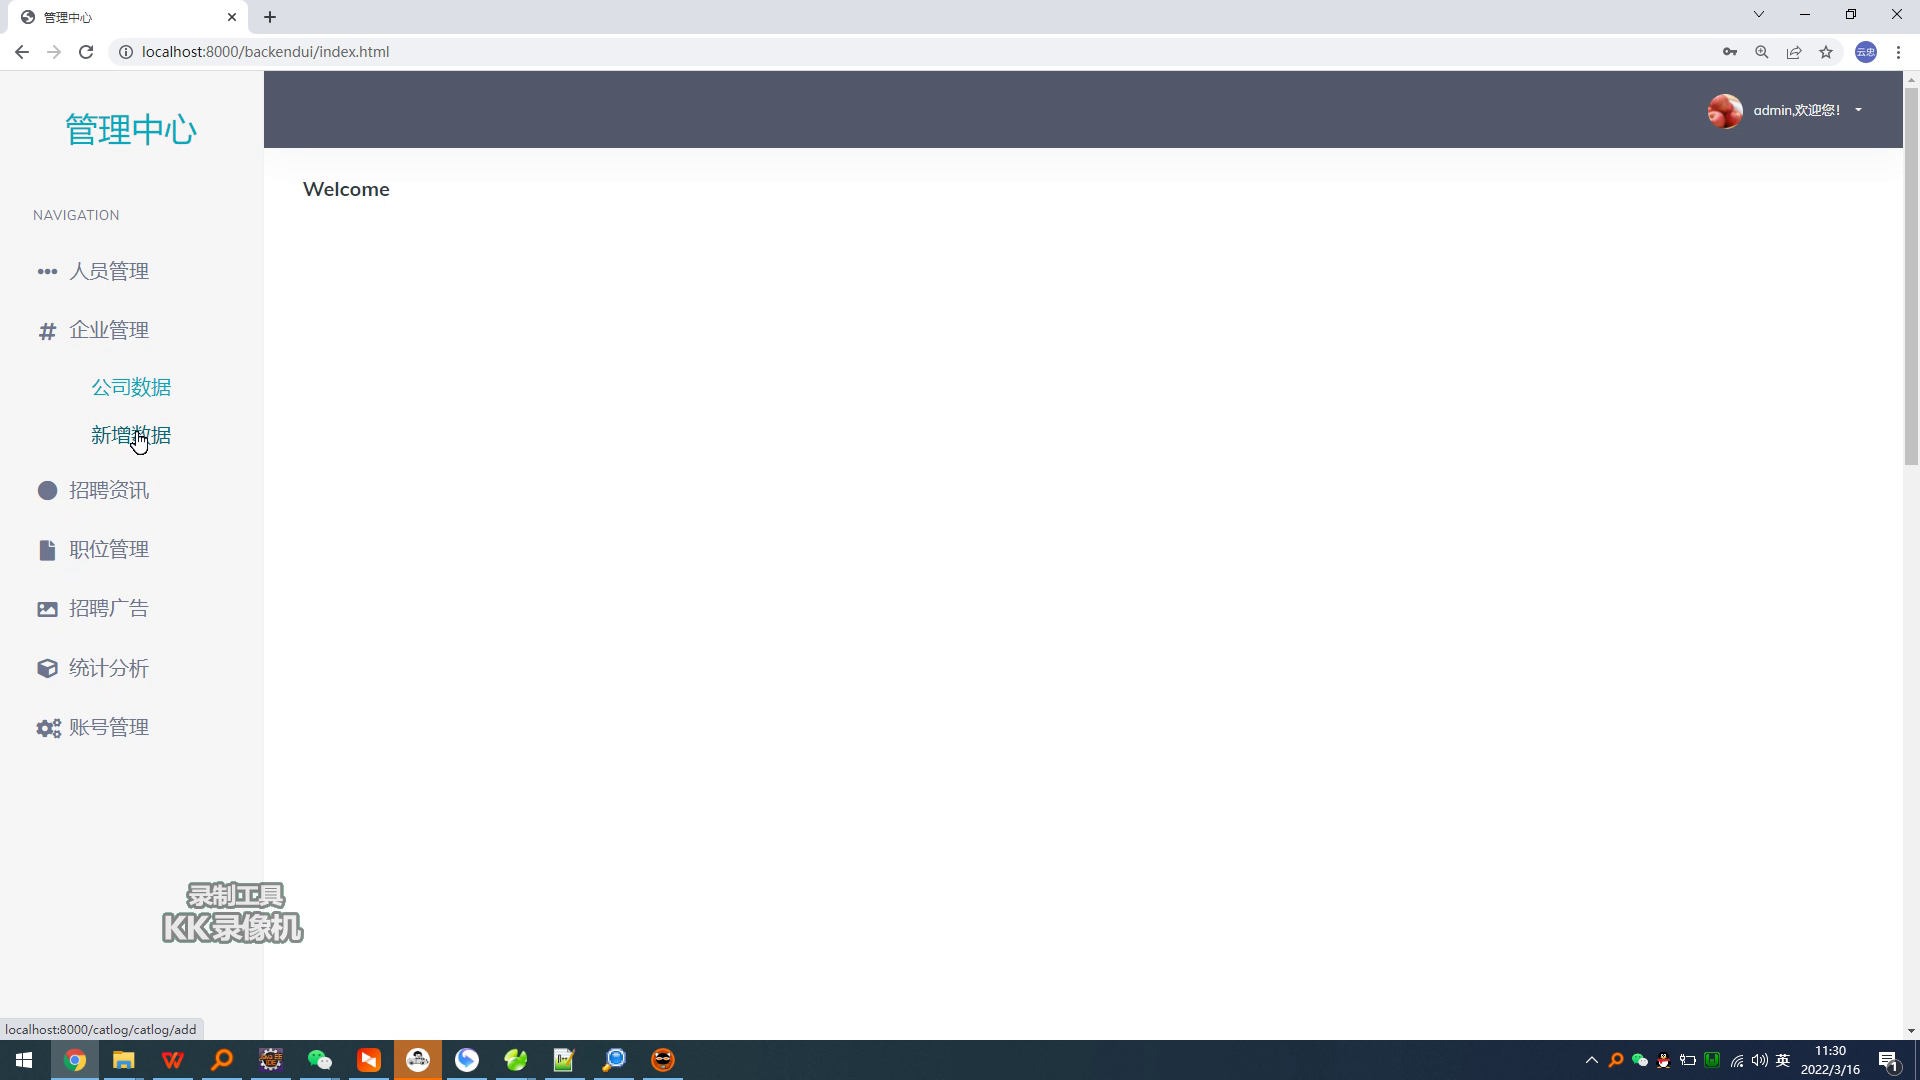 管理中心
localhost:8000/backendui/index.html
云忠
管理中心
admin,欢迎您!
Welcome
NAVIGATION
人员管理
企业管理
公司数据
新增数据
招聘资讯
职位管理
招聘广告
统计分析
账号管理
录制工具
KK录像机
localhost:8000/catlog/catlog/add
英
11:30
2022/3/16
1